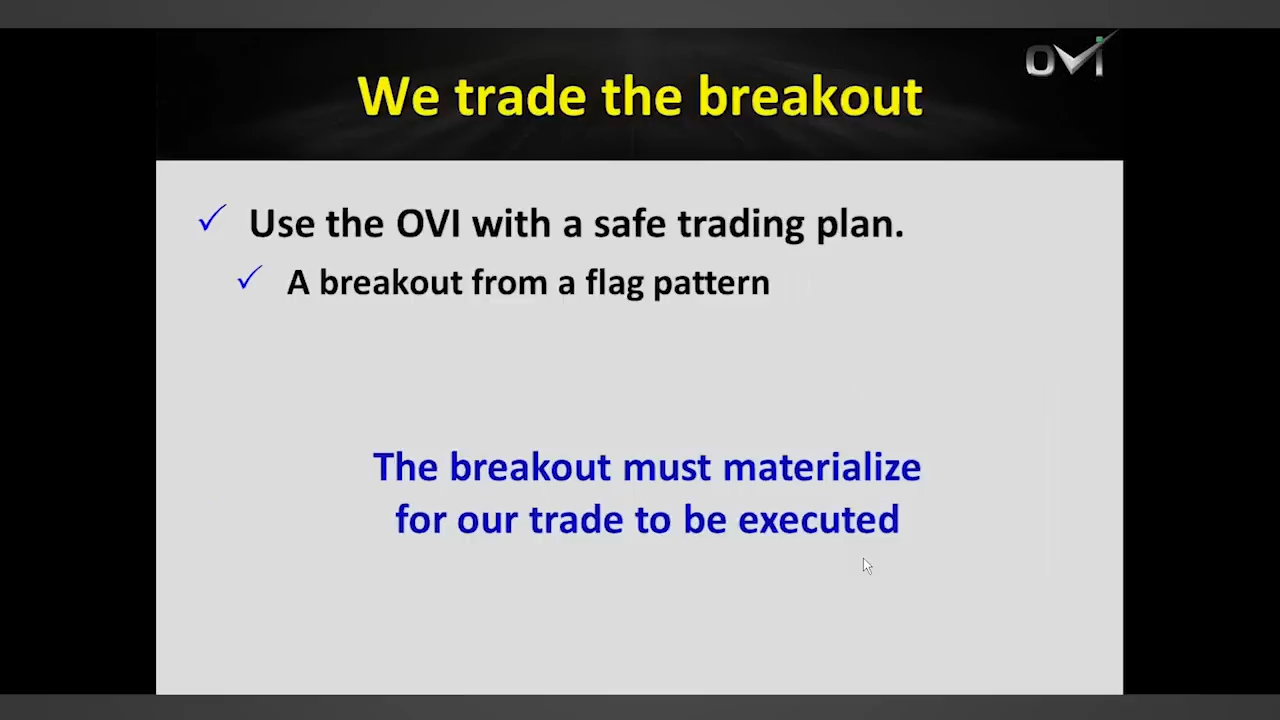 OVI
We trade the breakout
Use the OVI with a safe trading plan.
A breakout from a flag pattern
The breakout must materialize
for our trade to be executed